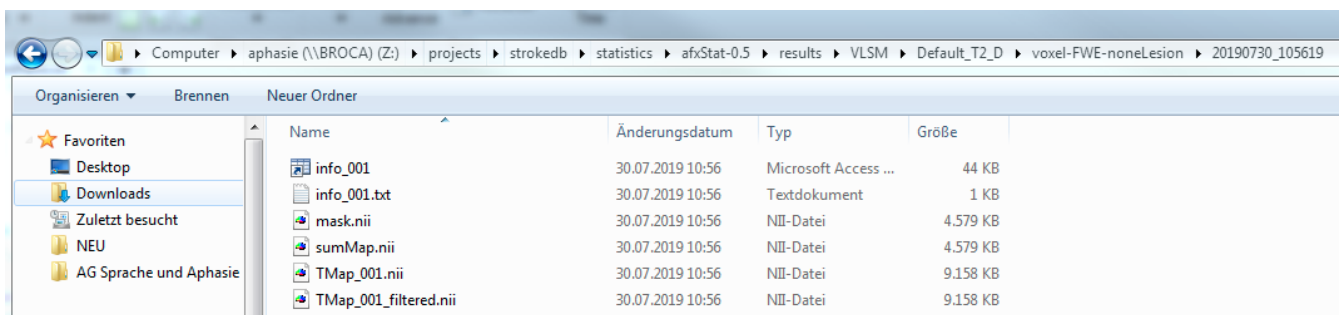 Computer aphasie (\\BROCA) (Z:) projects strokedb statistics afxStat-0.5 results VLSM Default_T2_D voxel-FWE-noneLesion 20190730_105619
Organisieren Brennen Neuer Ordner
Favoriten
Desktop
Downloads
Zuletzt besucht
NEU
AG Sprache und Aphasie
Name Änderungsdatum Typ Größe
info_001 30.07.2019 10:56 Microsoft Access ... 44 KB
info_001.txt 30.07.2019 10:56 Textdokument 1 KB
mask.nii 30.07.2019 10:56 NII-Datei 4.579 KB
sumMap.nii 30.07.2019 10:56 NII-Datei 4.579 KB
TMap_001.nii 30.07.2019 10:56 NII-Datei 9.158 KB
TMap_001_filtered.nii 30.07.2019 10:56 NII-Datei 9.158 KB